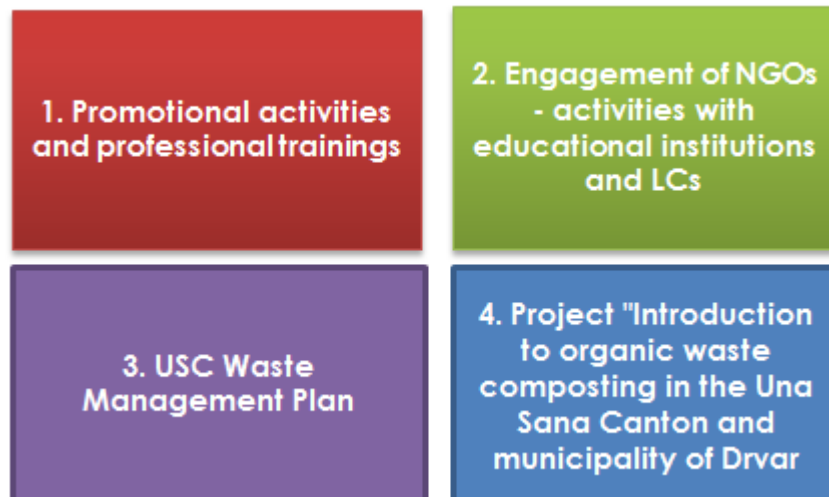 1. Promotional activities
and professional trainings
2. Engagement of NGOs
- activities with
educational institutions
and LCs
3. USC Waste
Management Plan
4. Project "Introduction
to organic waste
composting in the Una
Sana Canton and
municipality of Drvar